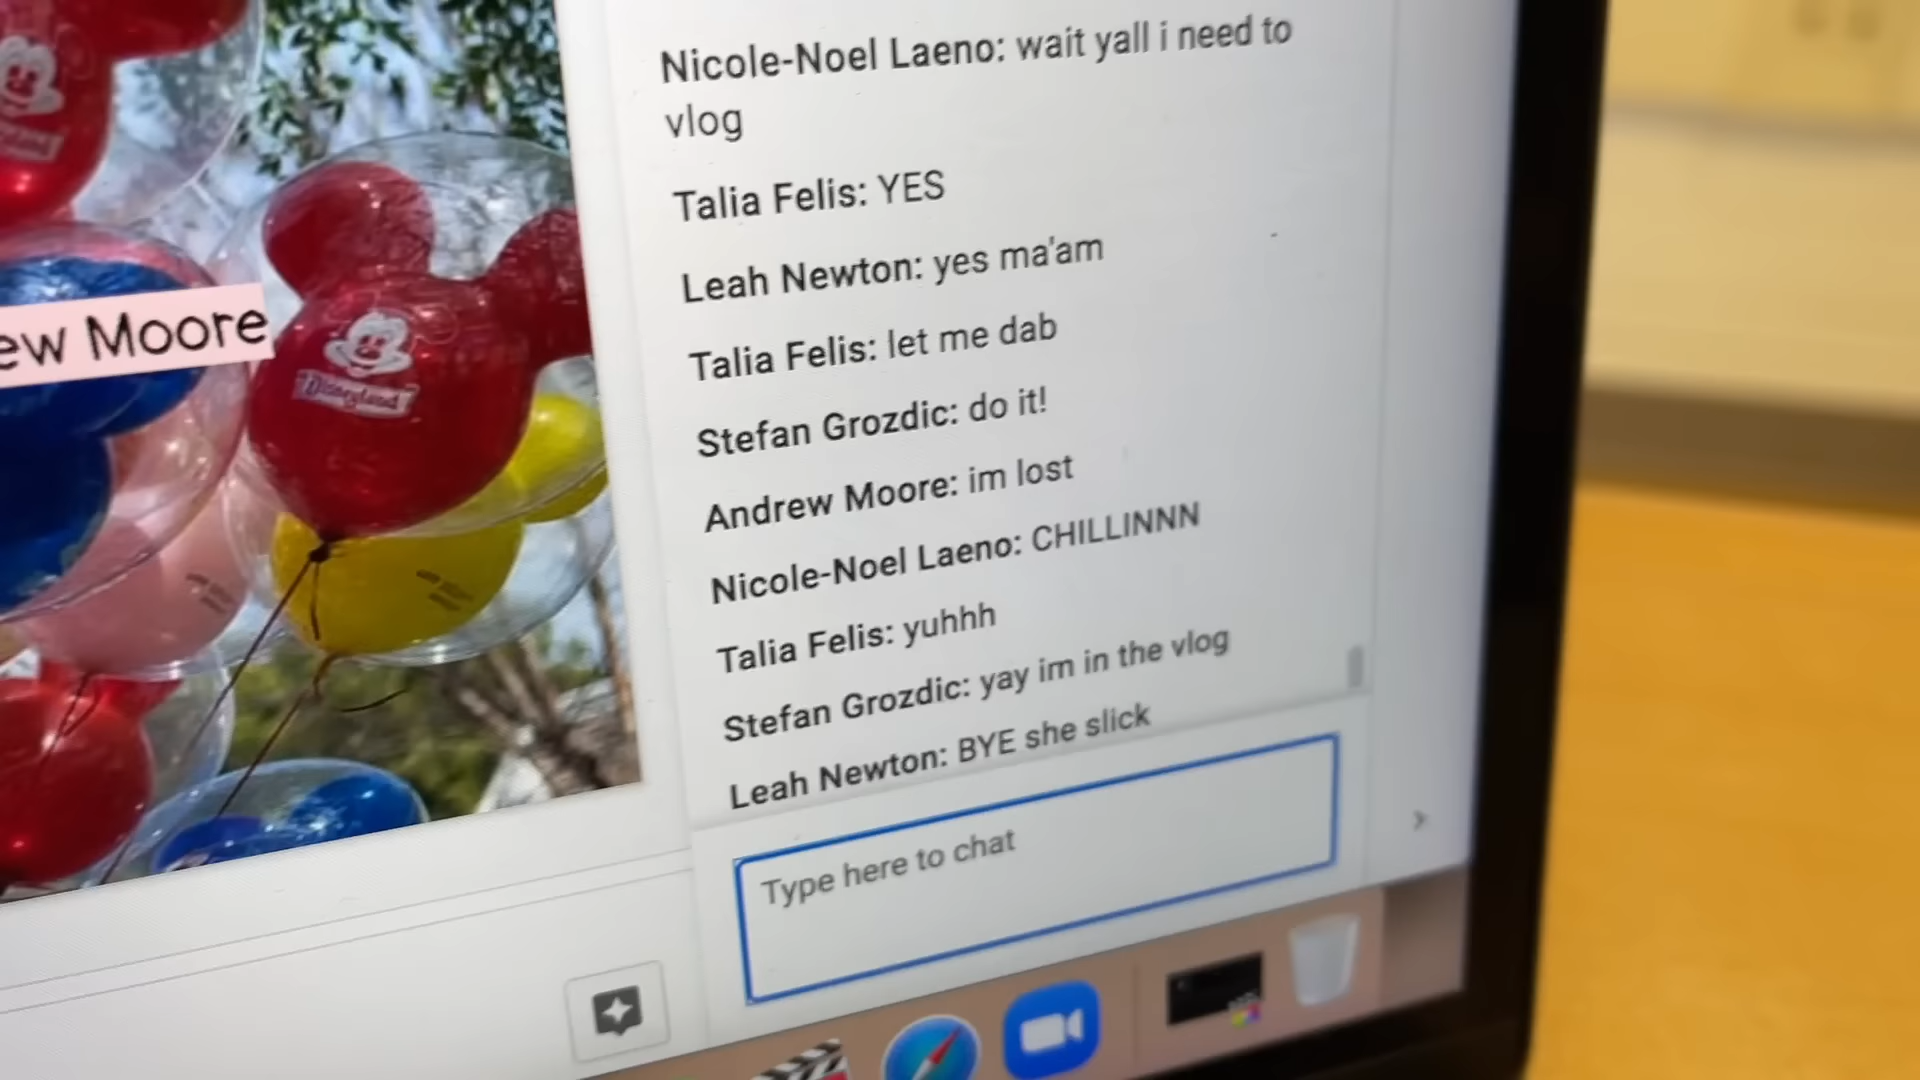 Nicole-Noel Laeno: wait yall i need to
vlog
Talia Felis: YES
Leah Newton: yes ma'am
Talia Felis: let me dab
Stefan Grozdic: do it!
Andrew Moore: im lost
Nicole-Noel Laeno: CHILLINNN
Talia Felis: yuhhh
Stefan Grozdic: yay im in the vlog
Leah Newton: BYE she slick
Type here to chat
ew Moore
Disneyland